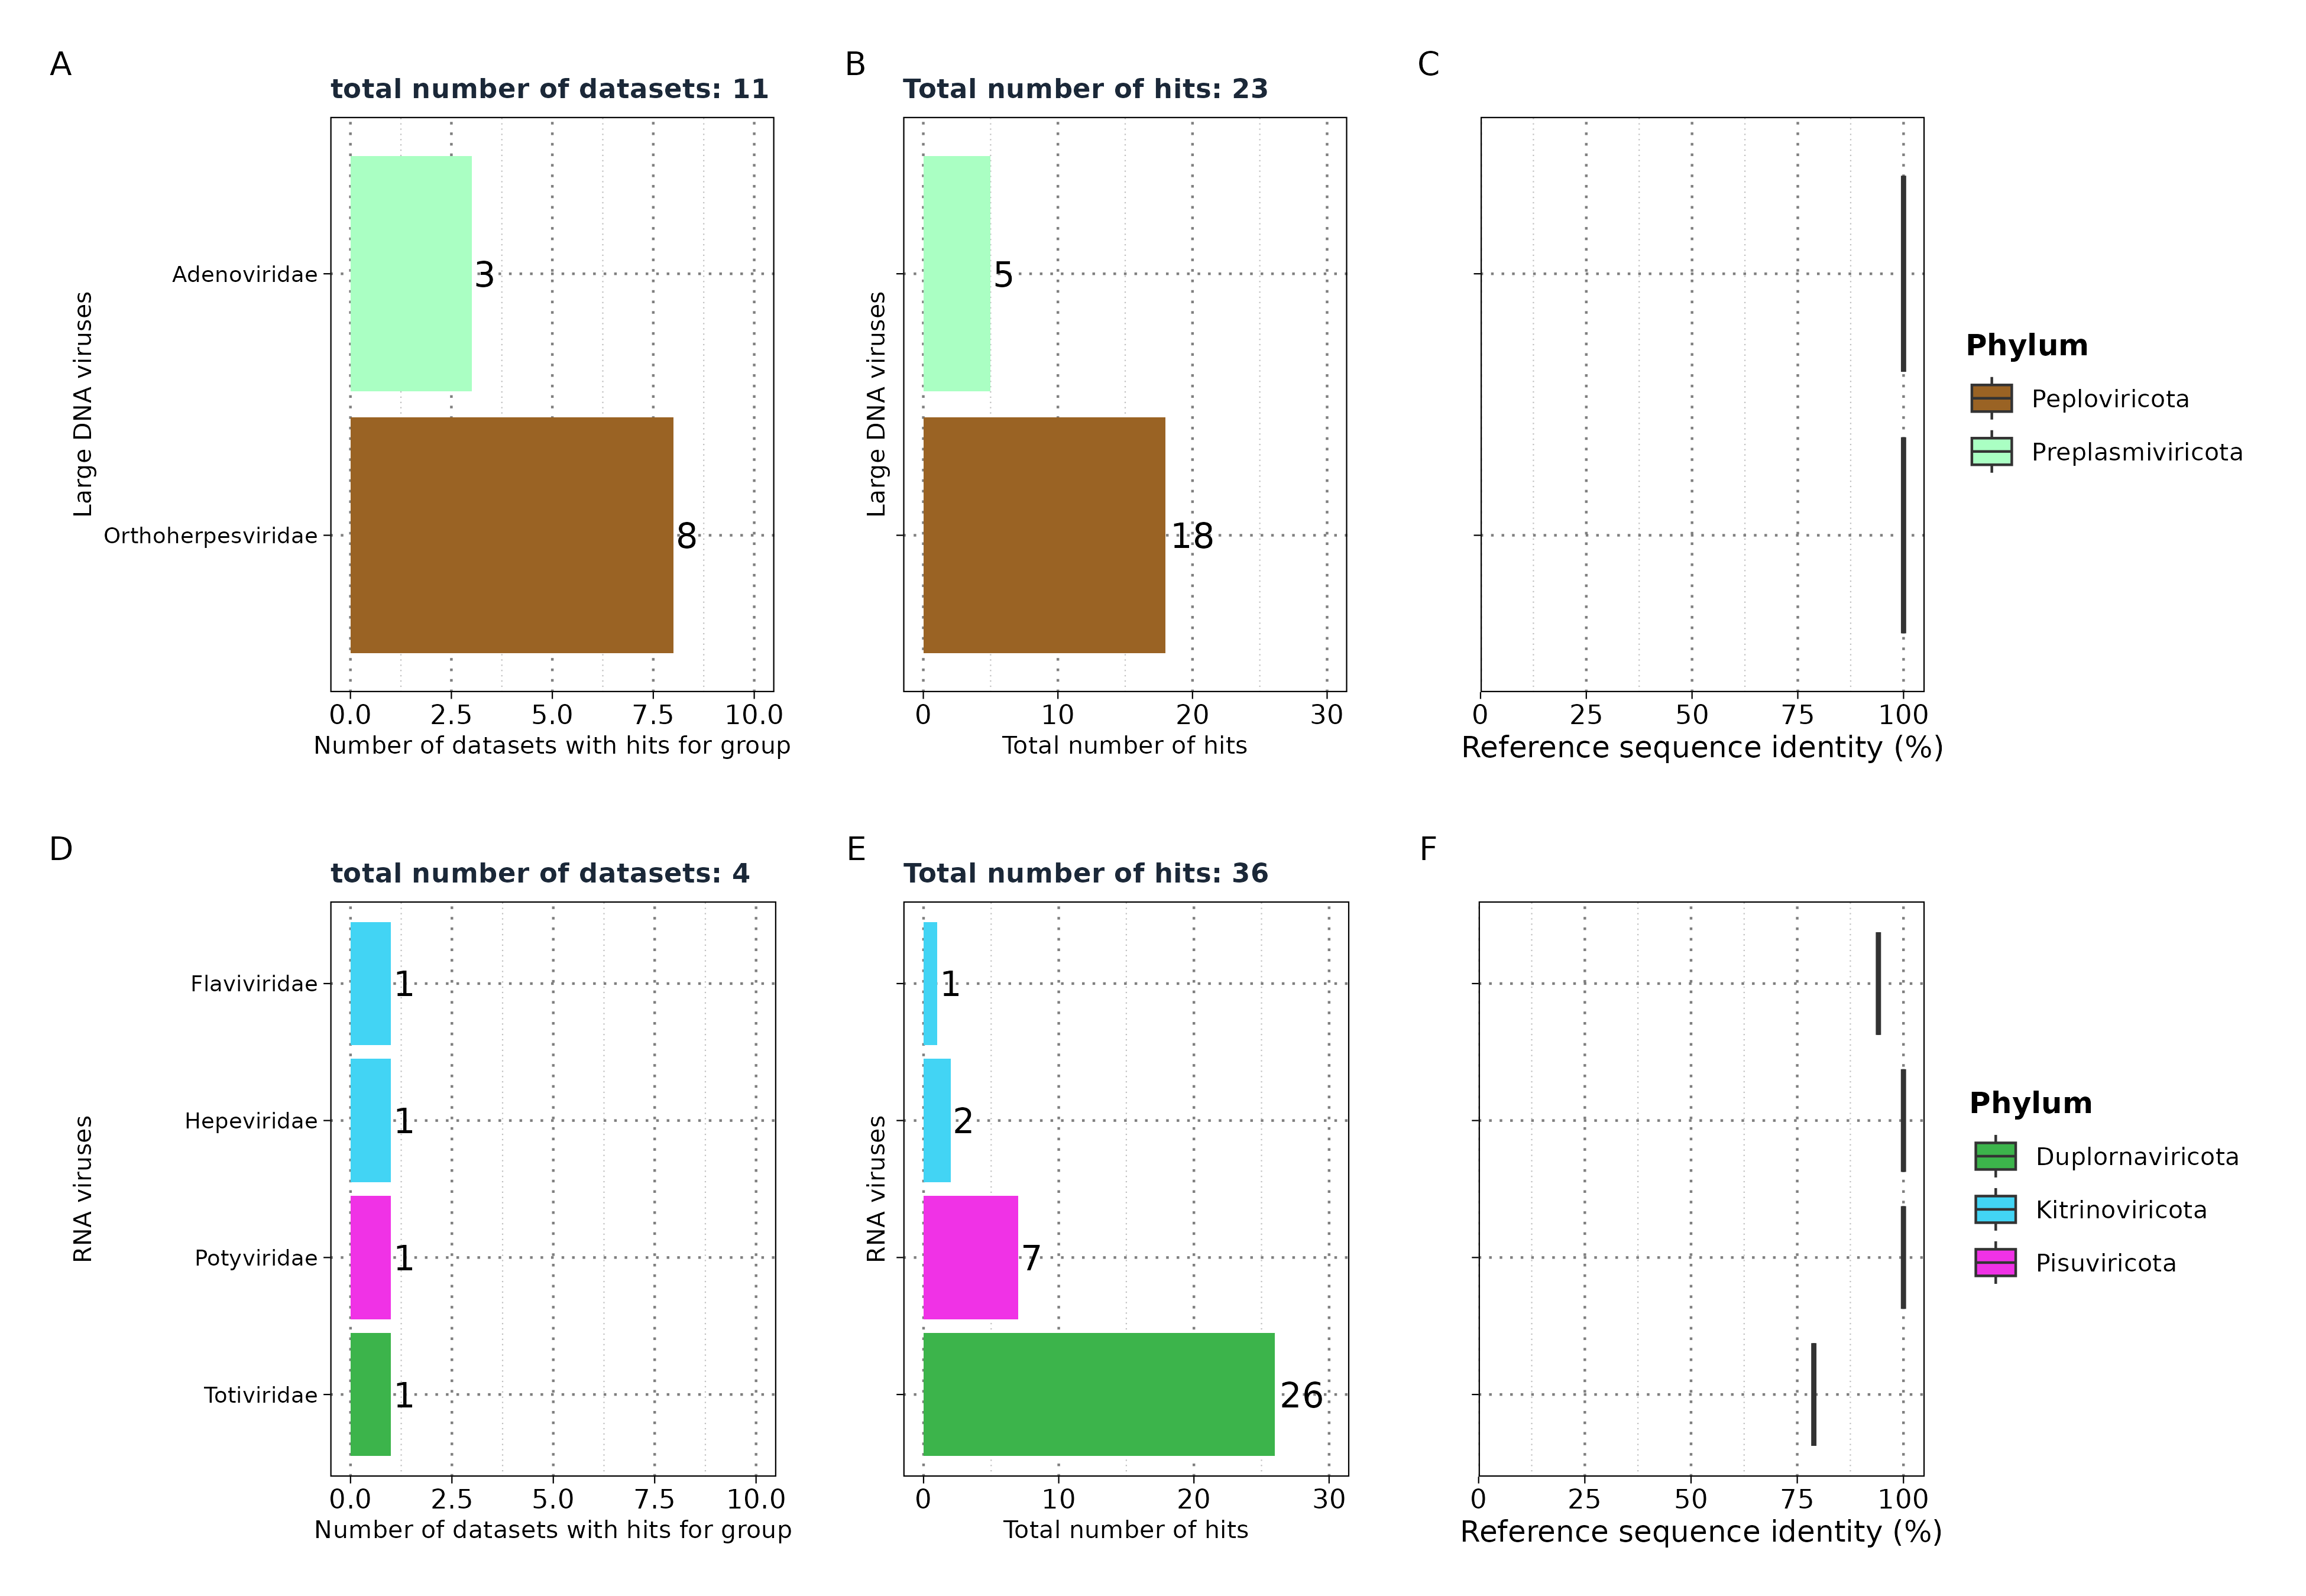 A
total number of datasets: 11
Large DNA viruses
Adenoviridae
Orthoherpesviridae
3
8
0.0 2.5 5.0 7.5 10.0
Number of datasets with hits for group
B
Total number of hits: 23
Large DNA viruses
5
18
0 10 20 30
Total number of hits
C
0 25 50 75 100
Reference sequence identity (%)
Phylum
Peploviricota
Preplasmiviricota
D
total number of datasets: 4
RNA viruses
Flaviviridae
Hepeviridae
Potyviridae
Totiviridae
1
1
1
1
0.0 2.5 5.0 7.5 10.0
Number of datasets with hits for group
E
Total number of hits: 36
RNA viruses
1
2
7
26
0 10 20 30
Total number of hits
F
0 25 50 75 100
Reference sequence identity (%)
Phylum
Duplornaviricota
Kitrinoviricota
Pisuviricota